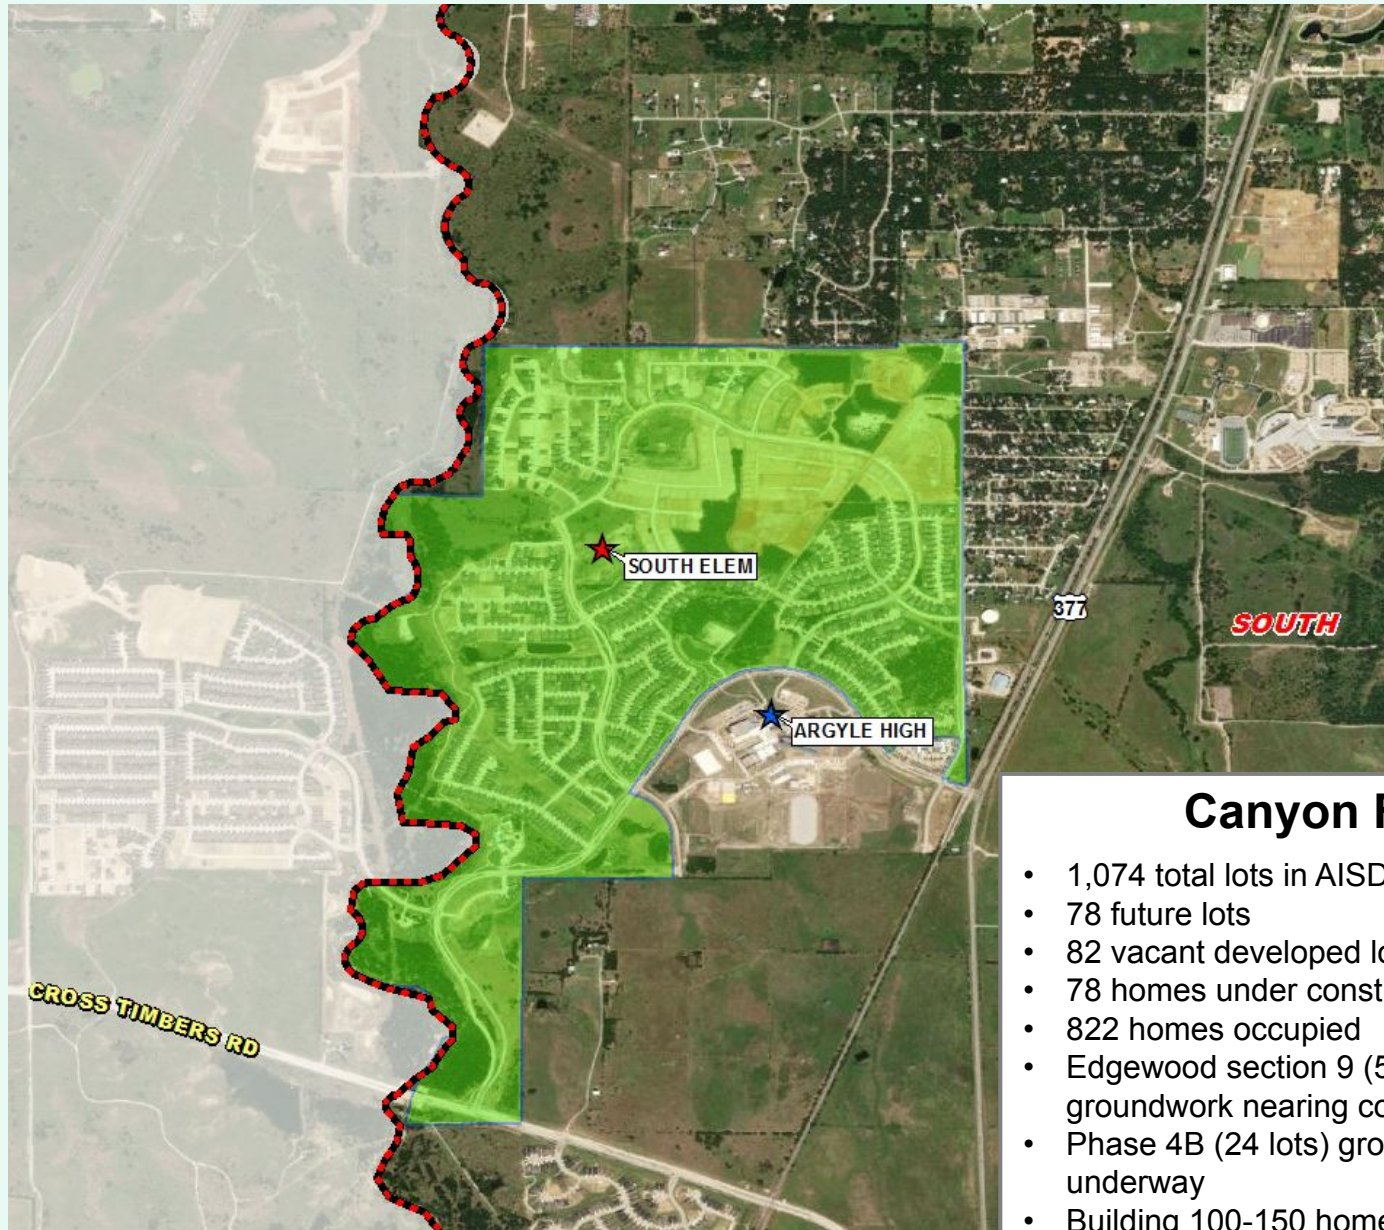 SOUTH ELEM
377
SOUTH
ARGYLE HIGH
Canyon
• 1,074 total lots in AISD
• 78 future lots
• 82 vacant developed
• 78 homes under
• 822 homes occupied
• Edgewood section 9
groundwork nearing
• Phase 4B (24 lots)
underway
• Building 100-150
CROSS TIMBERS RD